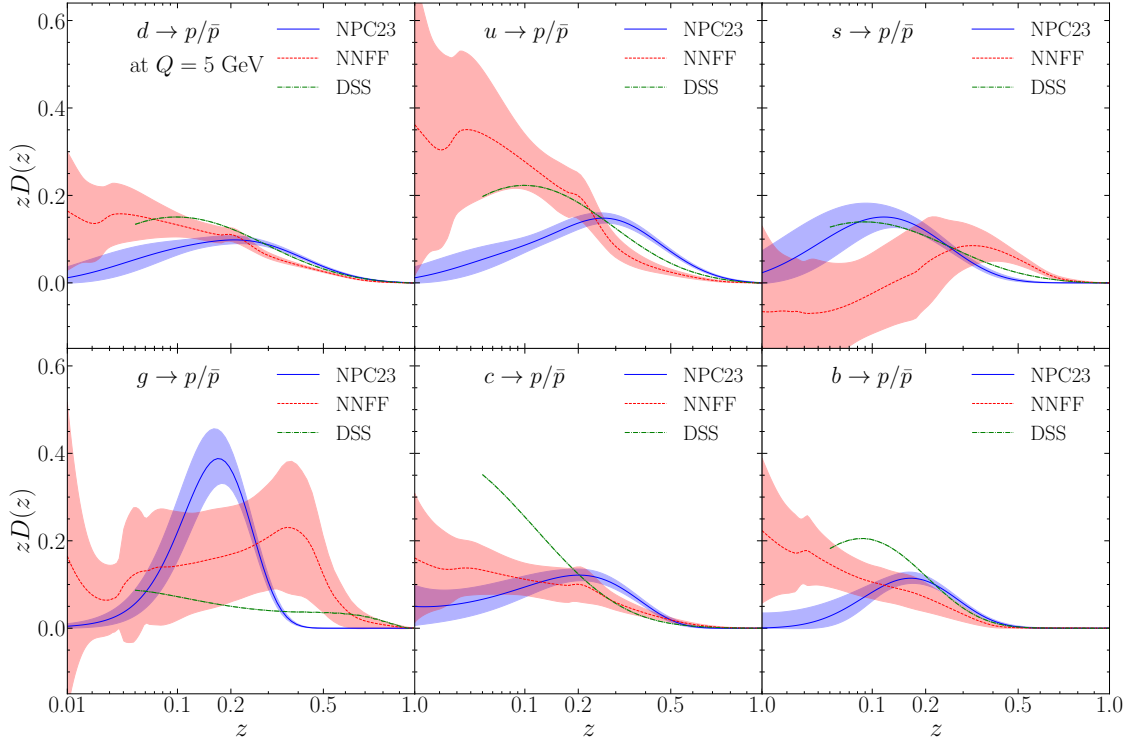 0.6
0.4
0.2
0.0
zD(z)
d → p/p̄
at Q = 5 GeV
NPC23
NNFF
DSS
u → p/p̄
NPC23
NNFF
DSS
s → p/p̄
NPC23
NNFF
DSS
0.6
0.4
0.2
0.0
zD(z)
g → p/p̄
NPC23
NNFF
DSS
c → p/p̄
NPC23
NNFF
DSS
b → p/p̄
NPC23
NNFF
DSS
0.01 0.1 0.2 0.5 1.0 0.1 0.2 0.5 1.0 0.1 0.2 0.5 1.0
z z z